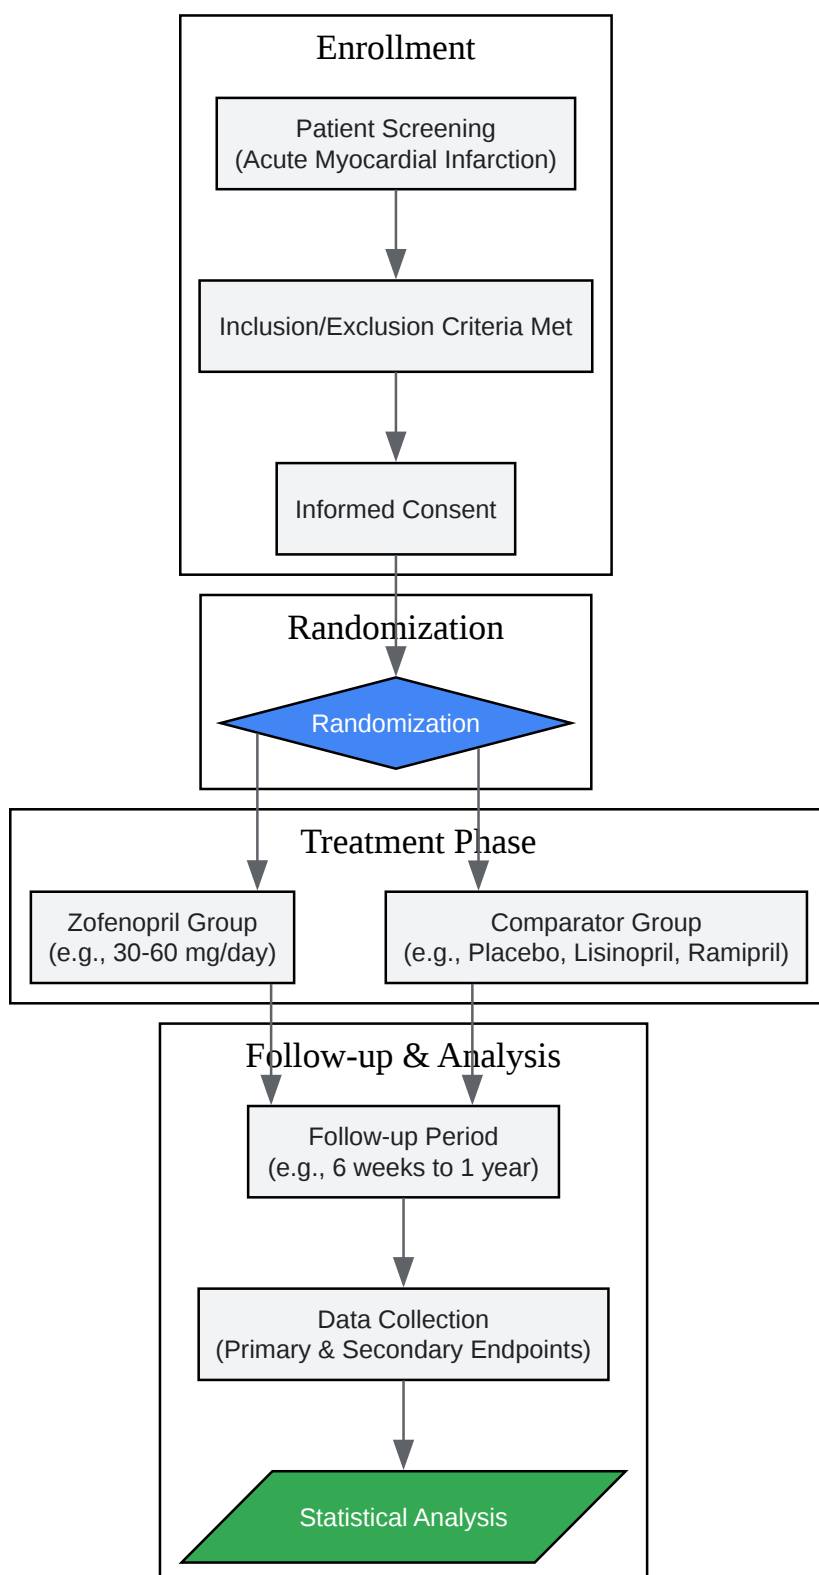 Enrollment
Patient Screening
(Acute Myocardial Infarction)
Inclusion/Exclusion Criteria Met
Informed Consent
Randomization
Randomization
Treatment Phase
Zofenopril Group
(e.g., 30-60 mg/day)
Comparator Group
(e.g., Placebo, Lisinopril, Ramipril)
Follow-up & Analysis
Follow-up Period
(e.g., 6 weeks to 1 year)
Data Collection
(Primary & Secondary Endpoints)
Statistical Analysis